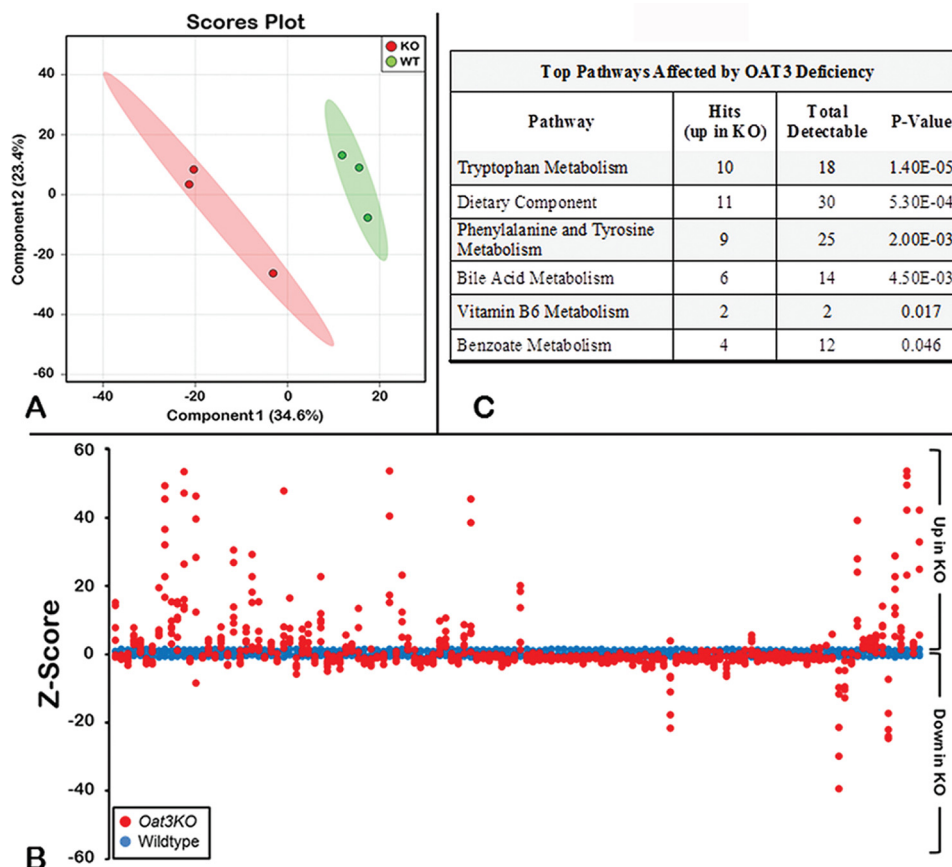 Scores Plot
KO
WT
40
20
0
-20
-40
-60
Component 2 (23.4%)
-40
-20
0
20
Component 1 (34.6%)
A
Top Pathways Affected by OAT3 Deficiency
Pathway Hits (up in KO) Total Detectable P-Value
Tryptophan Metabolism 10 18 1.40E-05
Dietary Component 11 30 5.30E-04
Phenylalanine and Tyrosine Metabolism 9 25 2.00E-03
Bile Acid Metabolism 6 14 4.50E-03
Vitamin B6 Metabolism 2 2 0.017
Benzoate Metabolism 4 12 0.046
C
60
40
20
0
-20
-40
-60
Z-Score
Up in KO
Down in KO
Oat3KO
Wildtype
B